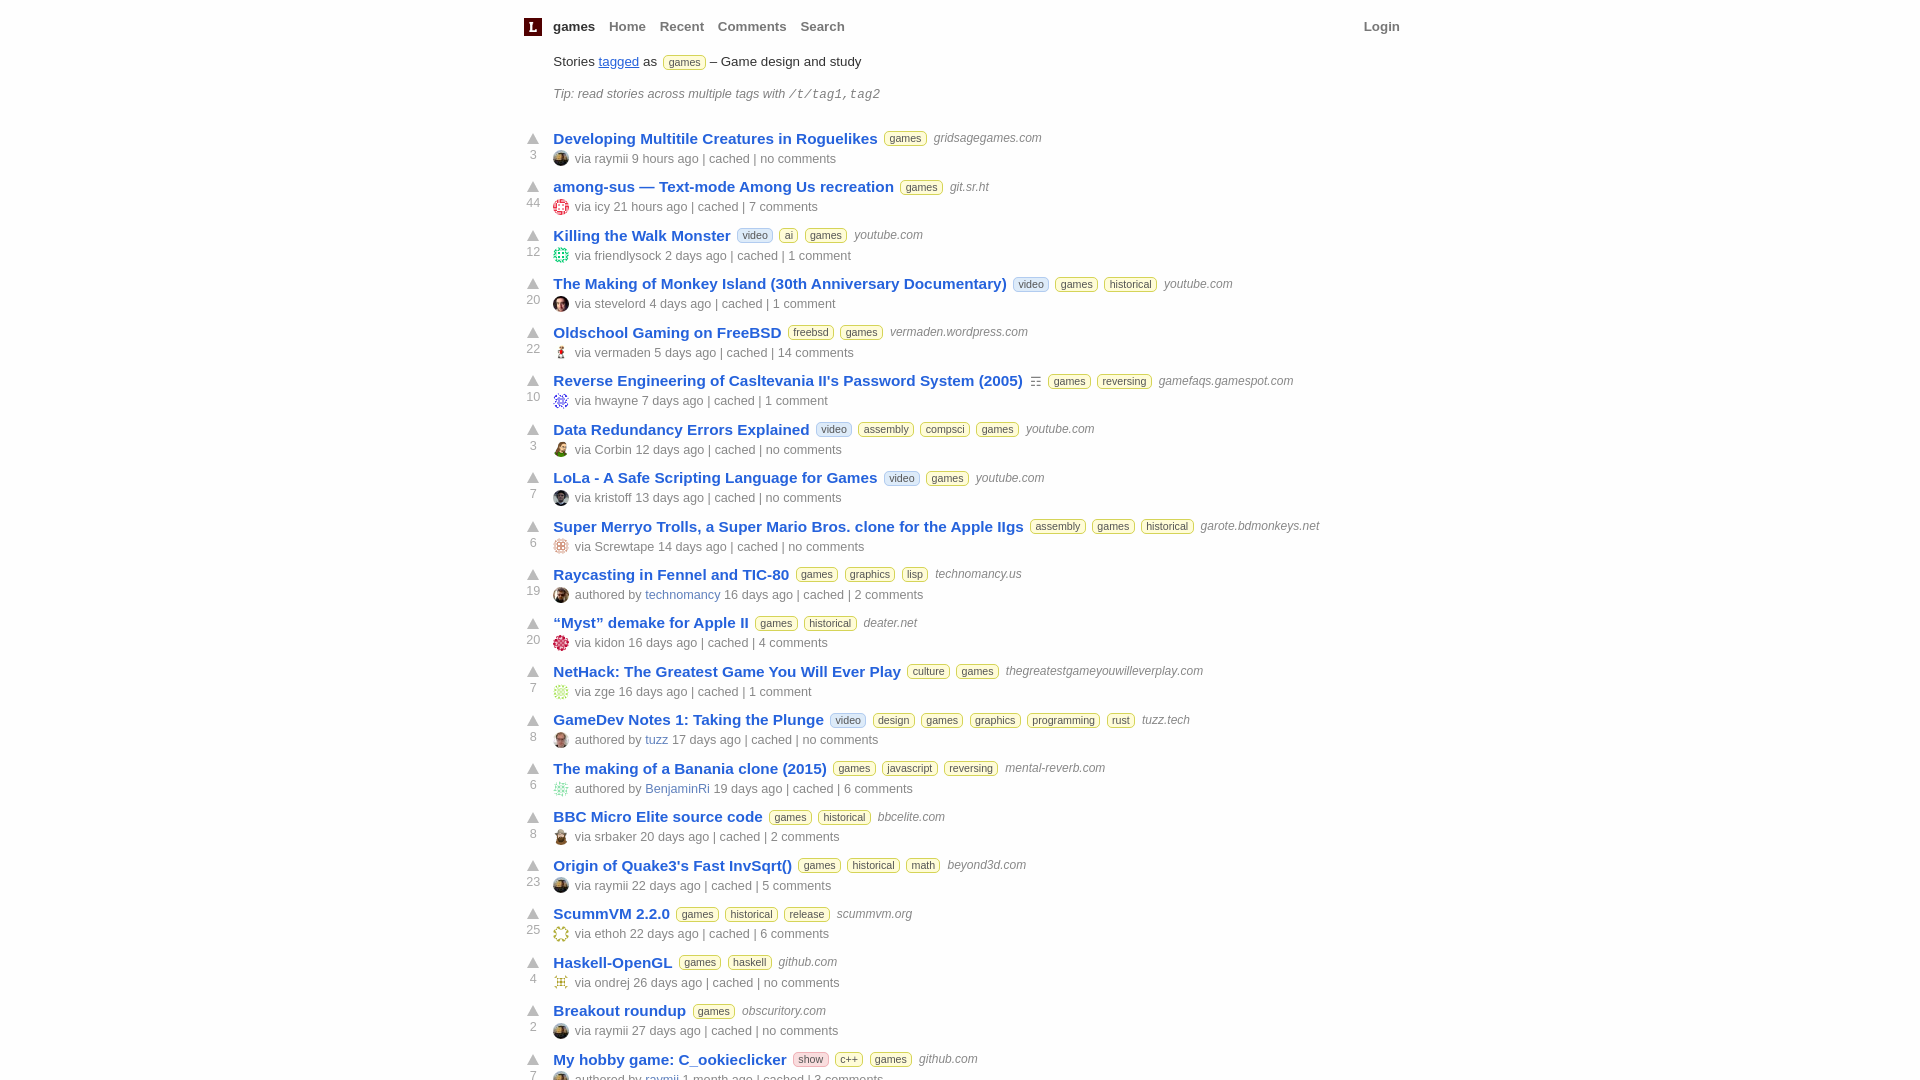 L games Home Recent Comments Search Login
Stories tagged as games – Game design and study
Tip: read stories across multiple tags with /t/tag1,tag2
Developing Multitile Creatures in Roguelikes games gridsagegames.com
3 via raymii 9 hours ago | cached | no comments
among-sus — Text-mode Among Us recreation games git.sr.ht
44 via icy 21 hours ago | cached | 7 comments
Killing the Walk Monster video ai games youtube.com
12 via friendlysock 2 days ago | cached | 1 comment
The Making of Monkey Island (30th Anniversary Documentary) video games historical youtube.com
20 via stevelord 4 days ago | cached | 1 comment
Oldschool Gaming on FreeBSD freebsd games vermaden.wordpress.com
22 via vermaden 5 days ago | cached | 14 comments
Reverse Engineering of Casltevania II's Password System (2005) ☶ games reversing gamefaqs.gamespot.com
10 via hwayne 7 days ago | cached | 1 comment
Data Redundancy Errors Explained video assembly compsci games youtube.com
3 via Corbin 12 days ago | cached | no comments
LoLa - A Safe Scripting Language for Games video games youtube.com
7 via kristoff 13 days ago | cached | no comments
Super Merryo Trolls, a Super Mario Bros. clone for the Apple IIgs assembly games historical garote.bdmonkeys.net
6 via Screwtape 14 days ago | cached | no comments
Raycasting in Fennel and TIC-80 games graphics lisp technomancy.us
19 authored by technomancy 16 days ago | cached | 2 comments
“Myst” demake for Apple II games historical deater.net
20 via kidon 16 days ago | cached | 4 comments
NetHack: The Greatest Game You Will Ever Play culture games thegreatestgameyouwilleverplay.com
7 via zge 16 days ago | cached | 1 comment
GameDev Notes 1: Taking the Plunge video design games graphics programming rust tuzz.tech
8 authored by tuzz 17 days ago | cached | no comments
The making of a Banania clone (2015) games javascript reversing mental-reverb.com
6 authored by BenjaminRi 19 days ago | cached | 6 comments
BBC Micro Elite source code games historical bbcelite.com
8 via srbaker 20 days ago | cached | 2 comments
Origin of Quake3's Fast InvSqrt() games historical math beyond3d.com
23 via raymii 22 days ago | cached | 5 comments
ScummVM 2.2.0 games historical release scummvm.org
25 via ethoh 22 days ago | cached | 6 comments
Haskell-OpenGL games haskell github.com
4 via ondrej 26 days ago | cached | no comments
Breakout roundup games obscuritory.com
2 via raymii 27 days ago | cached | no comments
My hobby game: C_ookieclicker show c++ games github.com
7 authored by raymii 1 month ago | cached | 3 comments